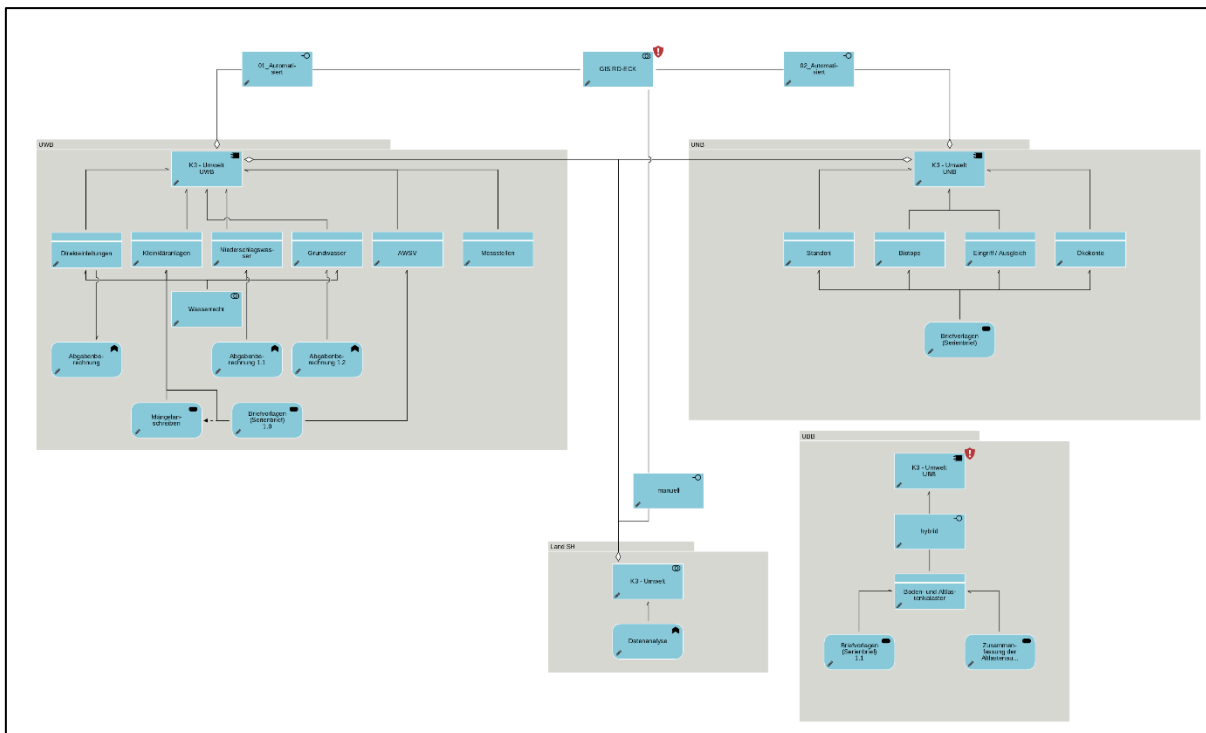 01_Automati-
siert
GIS RD-ECK
02_Automati-
siert
UWB
K3 - Umwelt
UWB
Direkteinleitungen
Kleinkläranlagen
Niederschlagswas-
ser
Grundwasser
AWSV
Messstellen
Wasserrecht
Abgabenbe-
rechnung
Abgabenbe-
rechnung 1.1
Abgabenbe-
rechnung 1.2
Mängelan-
schreiben
Briefvorlagen
(Serienbrief)
1.0
UNB
K3 - Umwelt
UNB
Biotope
Eingriff / Ausgleich
Ökokonto
Briefvorlagen
(Serienbrief)
manuell
Land SH
K3 - Umwelt
Datenanalyse
UBB
K3 - Umwelt
UBB
hybrid
Boden- und Altlas-
tenkataster
Briefvorlagen
(Serienbrief)
1.1
Zusammen-
fassung der
Altlastenau...